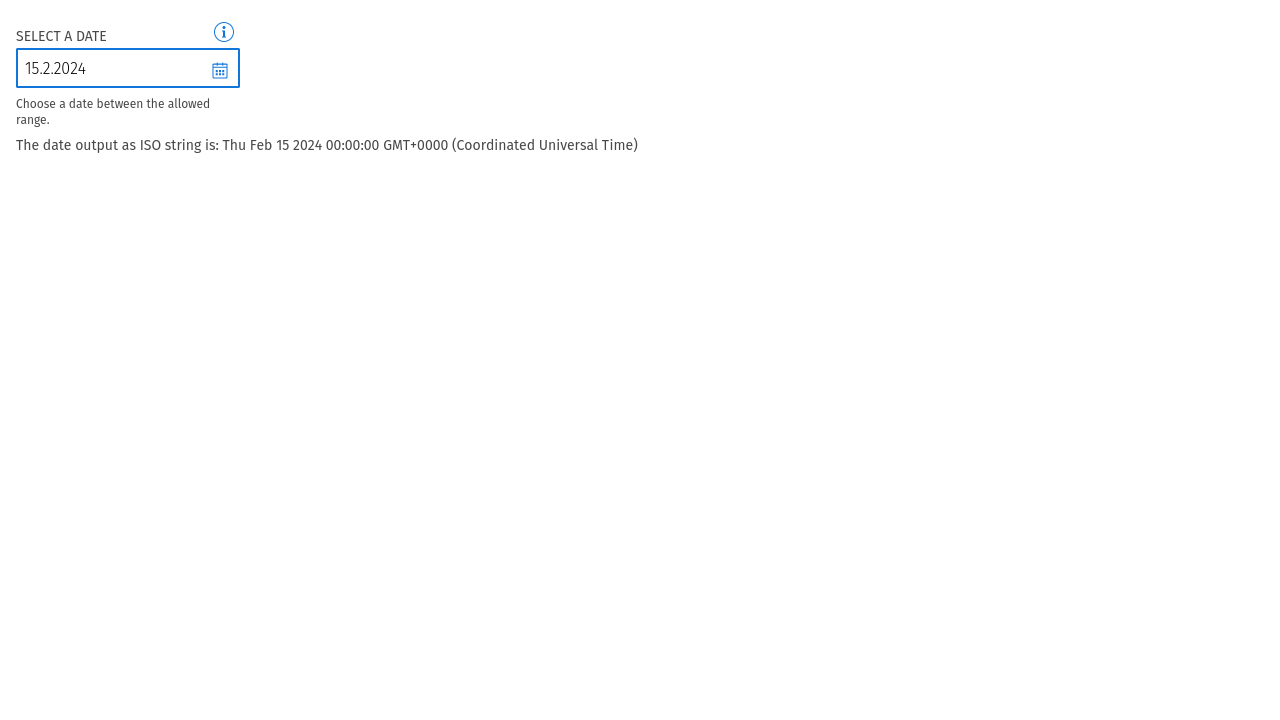 SELECT A DATE
15.2.2024
Choose a date between the allowed
range.
The date output as ISO string is: Thu Feb 15 2024 00:00:00 GMT+0000 (Coordinated Universal Time)